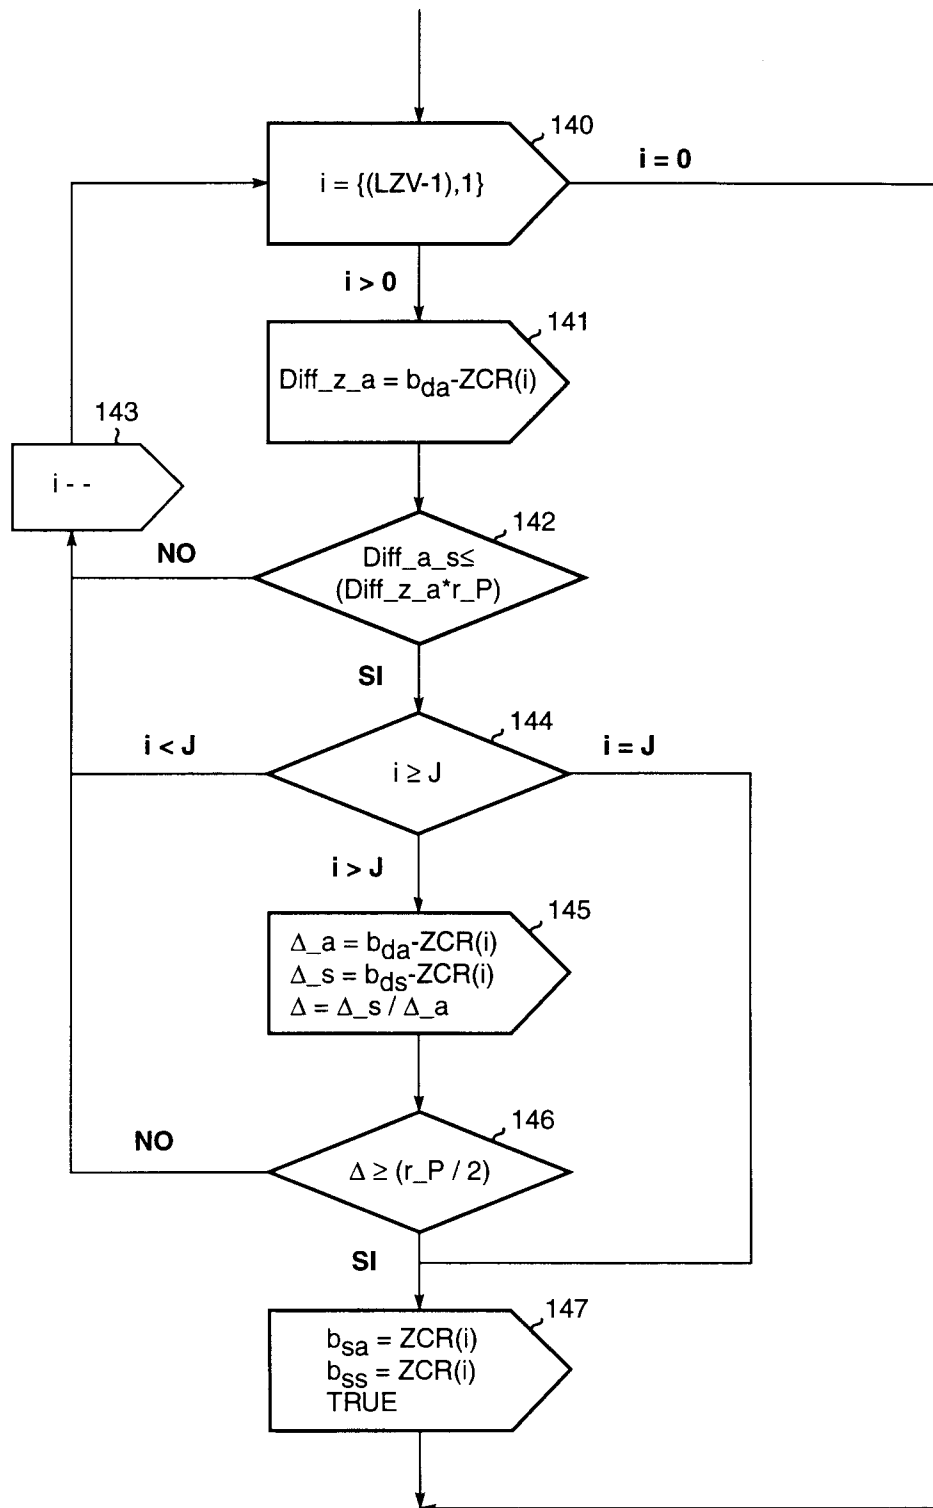 140
i = 0
i = {(LZV-1),1}
i > 0
141
Diff_z_a = bda-ZCR(i)
143
i - -
142
NO
Diff_a_s≤
(Diff_z_a*r_P)
SI
144
i < J
i = J
i ≥ J
i > J
145
Δ_a = bda-ZCR(i)
Δ_s = bds-ZCR(i)
Δ = Δ_s / Δ_a
146
NO
Δ ≥ (r_P / 2)
SI
147
bsa = ZCR(i)
bss = ZCR(i)
TRUE